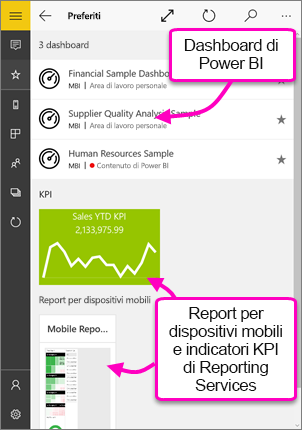 Preferiti
3 dashboard
Dashboard di
Power BI
Financial Sample Dashbo
MBI | Area di lavoro personale
Supplier Quality Analysis Sample
MBI | Area di lavoro personale
Human Resources Sample
MBI | Contenuto di Power BI
KPI
Sales YTD KPI
2,133,975.99
Report per dispositivi mobili
Mobile Repo...
Report per
dispositivi mobili
e indicatori KPI
di Reporting
Services